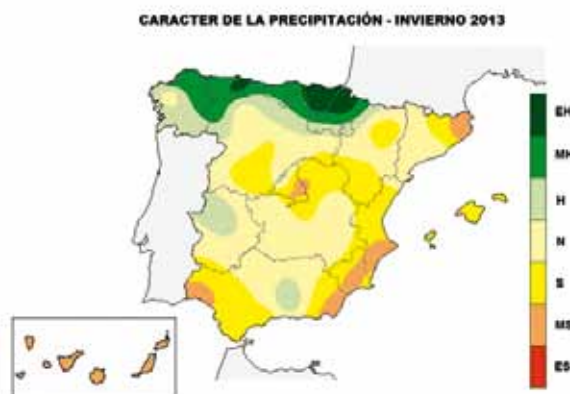 CARACTER DE LA PRECIPITACIÓN - INVIERNO 2013
EH
MH
H
N
S
MS
ES